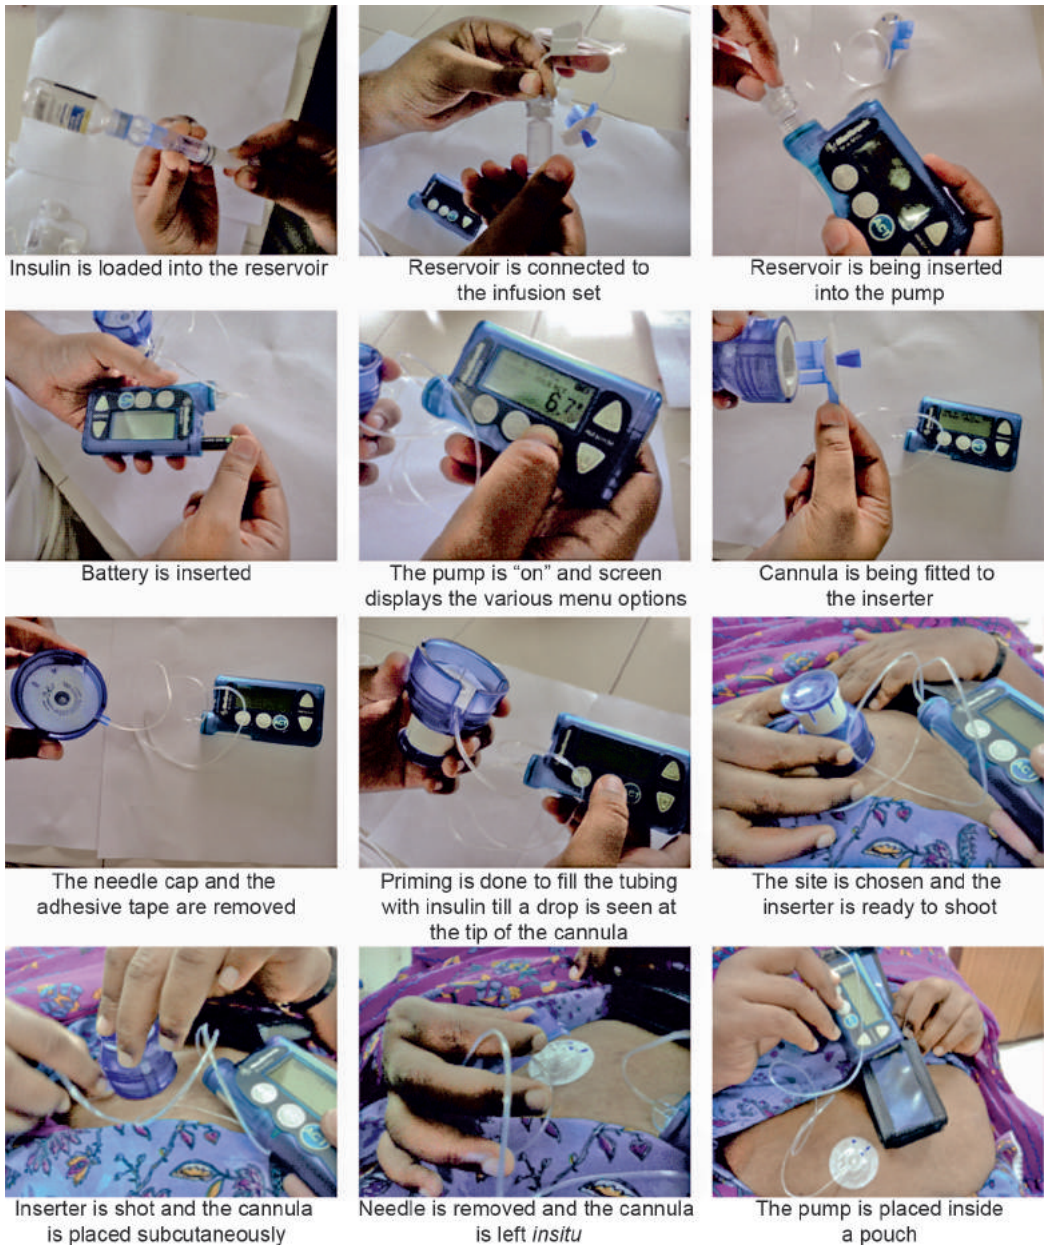 Insulin is loaded into the reservoir
Reservoir is connected to
the infusion set
Medtronic
ACT
Reservoir is being inserted
into the pump
Battery is inserted
6.7
The pump is “on” and screen
displays the various menu options
Cannula is being fitted to
the inserter
ACT
The needle cap and the
adhesive tape are removed
Priming is done to fill the tubing
with insulin till a drop is seen at
the tip of the cannula
The site is chosen and the
inserter is ready to shoot
Inserter is shot and the cannula
is placed subcutaneously
Needle is removed and the cannula
is left insitu
The pump is placed inside
a pouch